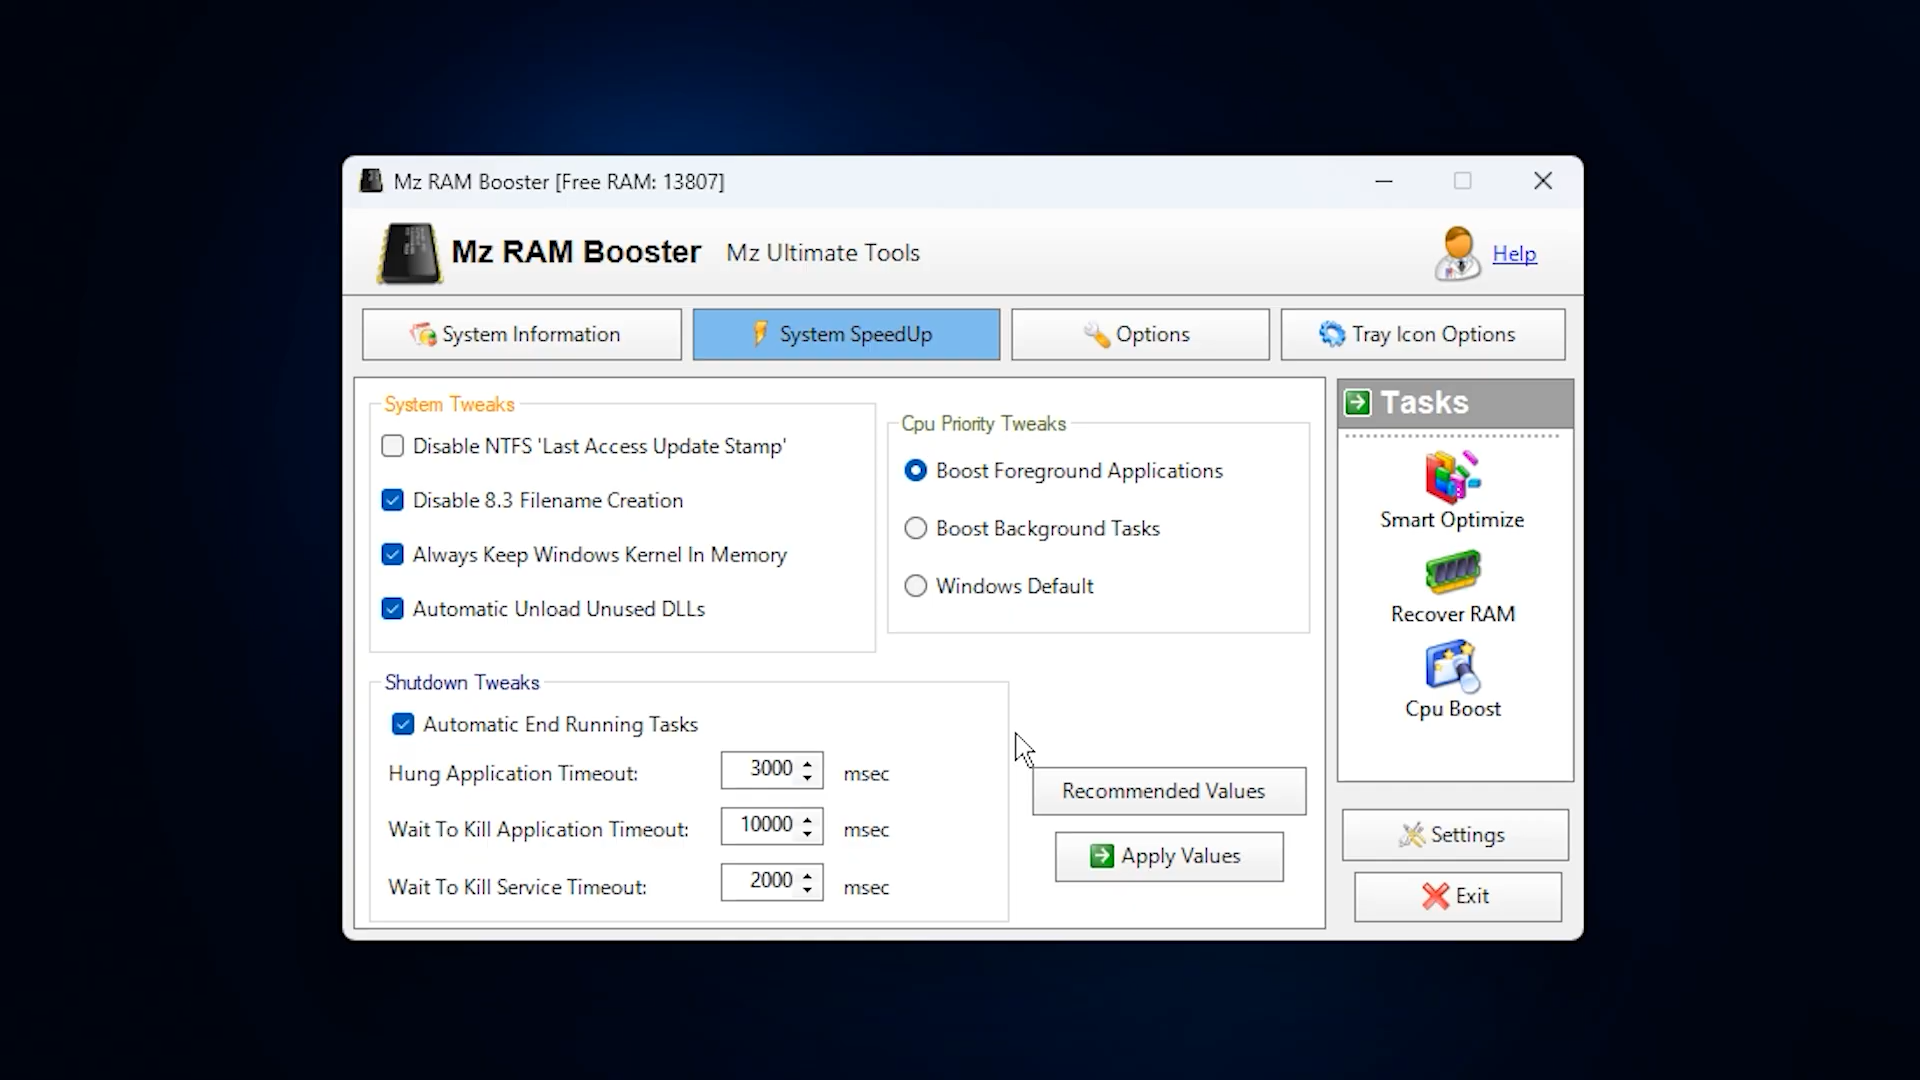 Mz RAM Booster [Free RAM: 13807]
Mz RAM Booster Mz Ultimate Tools Help
System Information System SpeedUp Options Tray Icon Options
System Tweaks
Disable NTFS 'Last Access Update Stamp'
Disable 8.3 Filename Creation
Always Keep Windows Kernel In Memory
Automatic Unload Unused DLLs
Cpu Priority Tweaks
Boost Foreground Applications
Boost Background Tasks
Windows Default
Shutdown Tweaks
Automatic End Running Tasks
Hung Application Timeout: 3000 msec
Wait To Kill Application Timeout: 10000 msec
Wait To Kill Service Timeout: 2000 msec
Recommended Values
Apply Values
Tasks
Smart Optimize
Recover RAM
Cpu Boost
Settings
Exit